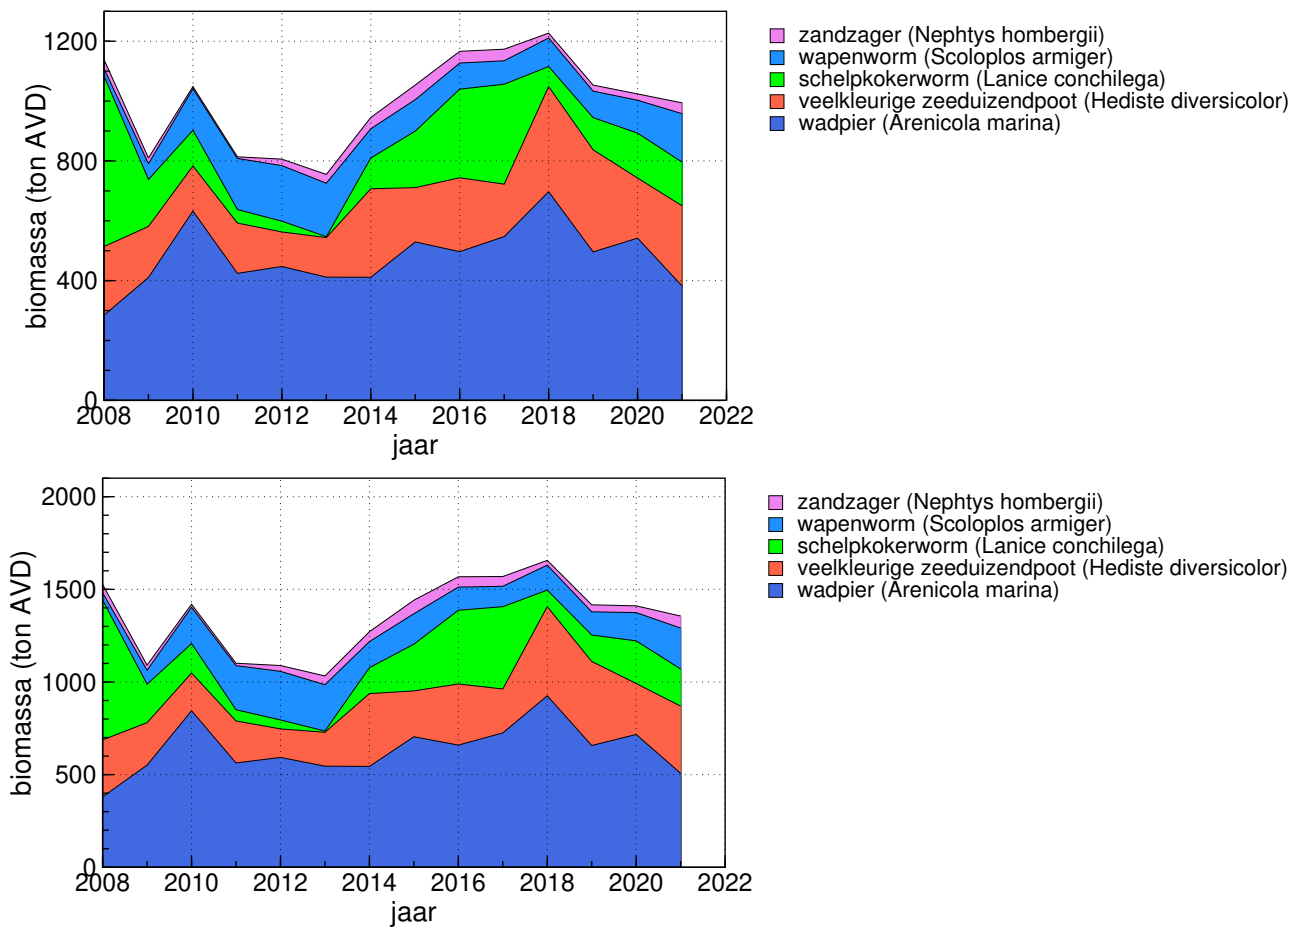 1200
800
400
0
biomassa (ton AVD)
2008 2010 2012 2014 2016 2018 2020 2022
jaar
zandzager (Nephtys hombergii)
wapenworm (Scoloplos armiger)
schelpkokerworm (Lanice conchilega)
veelkleurige zeeduizendpoot (Hediste diversicolor)
wadpier (Arenicola marina)
2000
1500
1000
500
0
biomassa (ton AVD)
2008 2010 2012 2014 2016 2018 2020 2022
jaar
zandzager (Nephtys hombergii)
wapenworm (Scoloplos armiger)
schelpkokerworm (Lanice conchilega)
veelkleurige zeeduizendpoot (Hediste diversicolor)
wadpier (Arenicola marina)